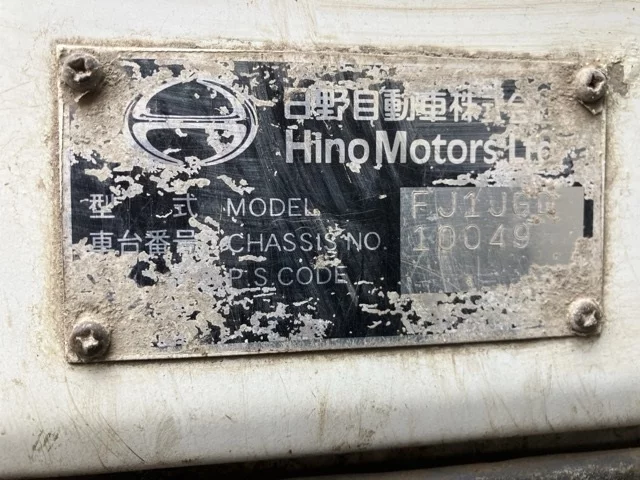 日野自動車株式会
Hino Motors, Ltd.
型 式 MODEL FJ1JG
車台番号 CHASSIS NO. 10049
P.S.CODE